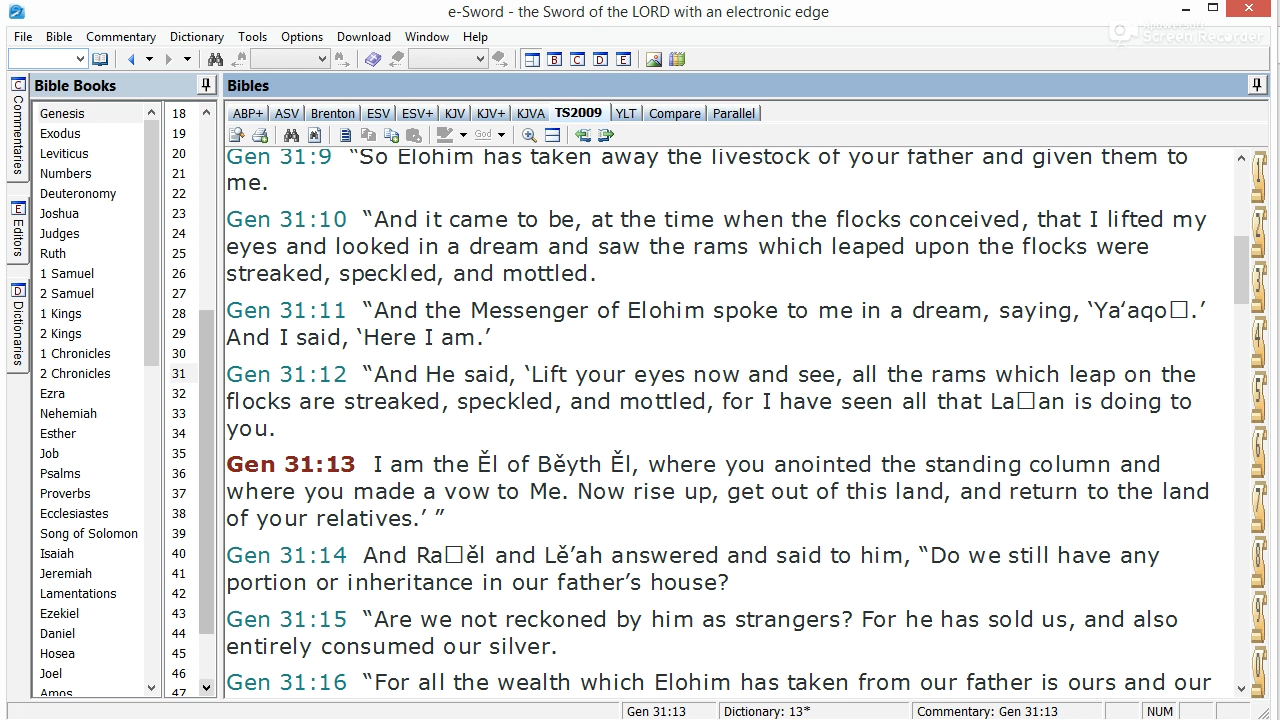 e-Sword - the Sword of the LORD with an electronic edge
Apowersoft
Screen Recorder
File Bible Commentary Dictionary Tools Options Download Window Help
B C D E
Bible Books
Bibles
C Commentaries
E Editors
D Dictionaries
ABP+ ASV Brenton ESV ESV+ KJV KJV+ KJVA TS2009 YLT Compare Parallel
God
Genesis 18
Exodus 19
Leviticus 20
Numbers 21
Deuteronomy 22
Joshua 23
Judges 24
Ruth 25
1 Samuel 26
2 Samuel 27
1 Kings 28
2 Kings 29
1 Chronicles 30
2 Chronicles 31
Ezra 32
Nehemiah 33
Esther 34
Job 35
Psalms 36
Proverbs 37
Ecclesiastes 38
Song of Solomon 39
Isaiah 40
Jeremiah 41
Lamentations 42
Ezekiel 43
Daniel 44
Hosea 45
Joel 46
Amos 47
Gen 31:9 “So Elohim has taken away the livestock of your father and given them to
me.
Gen 31:10 “And it came to be, at the time when the flocks conceived, that I lifted my
eyes and looked in a dream and saw the rams which leaped upon the flocks were
streaked, speckled, and mottled.
Gen 31:11 “And the Messenger of Elohim spoke to me in a dream, saying, ‘Ya‛aqo□.’
And I said, ‘Here I am.’
Gen 31:12 “And He said, ‘Lift your eyes now and see, all the rams which leap on the
flocks are streaked, speckled, and mottled, for I have seen all that La□an is doing to
you.
Gen 31:13 I am the Ěl of Běyth Ěl, where you anointed the standing column and
where you made a vow to Me. Now rise up, get out of this land, and return to the land
of your relatives.’ ”
Gen 31:14 And Ra□ěl and Lě’ah answered and said to him, “Do we still have any
portion or inheritance in our father’s house?
Gen 31:15 “Are we not reckoned by him as strangers? For he has sold us, and also
entirely consumed our silver.
Gen 31:16 “For all the wealth which Elohim has taken from our father is ours and our
1
2
3
4
5
6
7
8
9
0
Gen 31:13 Dictionary: 13* Commentary: Gen 31:13 NUM